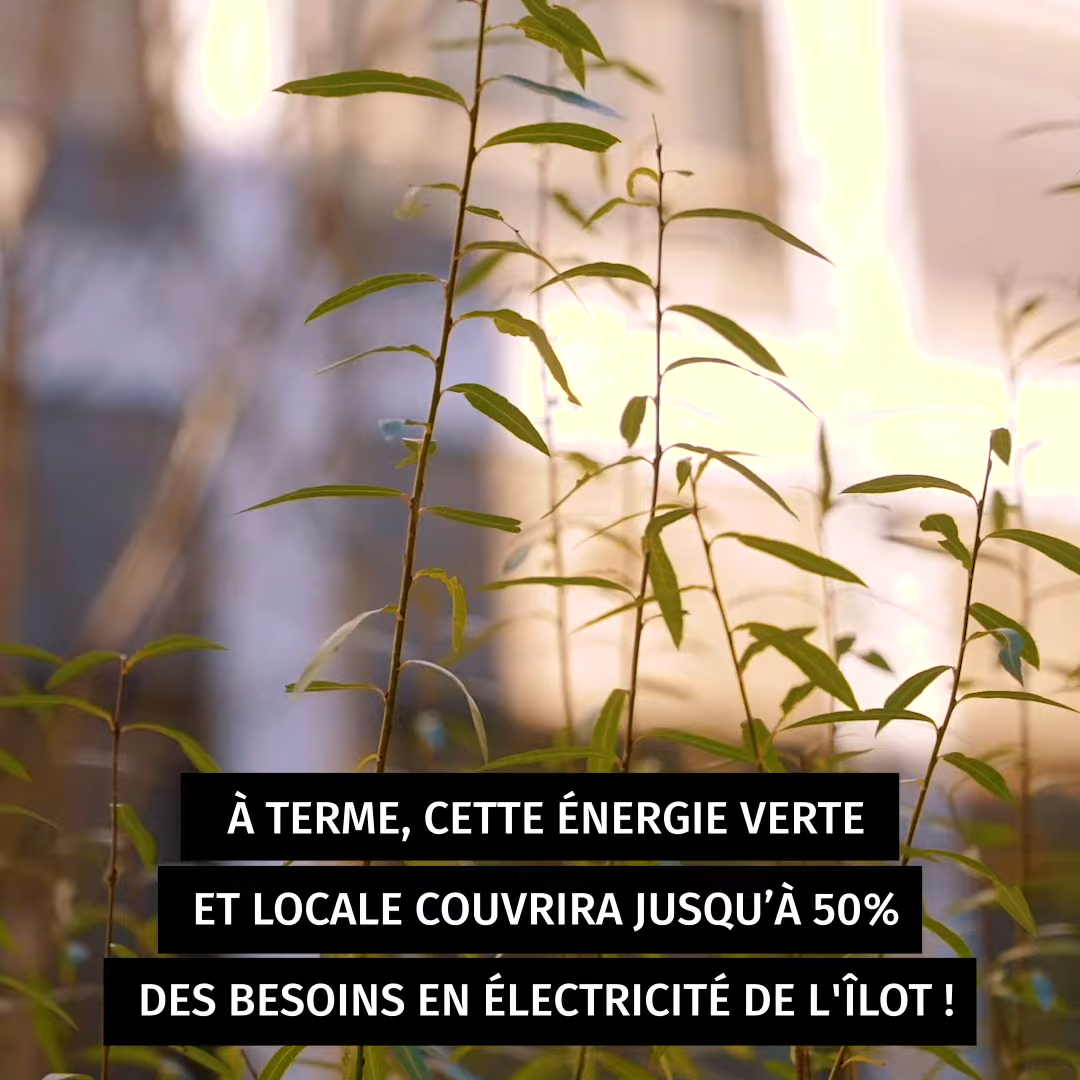 À TERME, CETTE ÉNERGIE VERTE
ET LOCALE COUVRIRA JUSQU’À 50%
DES BESOINS EN ÉLECTRICITÉ DE L'ÎLOT !